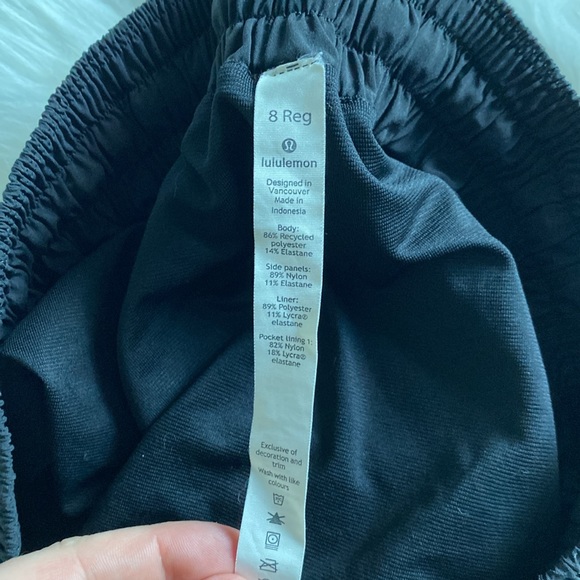 8 Reg
lululemon
Designed in
Vancouver
Made in
Indonesia
Body:
86% Recycled
polyester
14% Elastane
Side panels:
89% Nylon
11% Elastane
Liner:
89% Polyester
11% Lycra®
elastane
Pocket lining 1:
82% Nylon
18% Lycra®
elastane
Exclusive of
decoration and
trim
Wash with like
colours